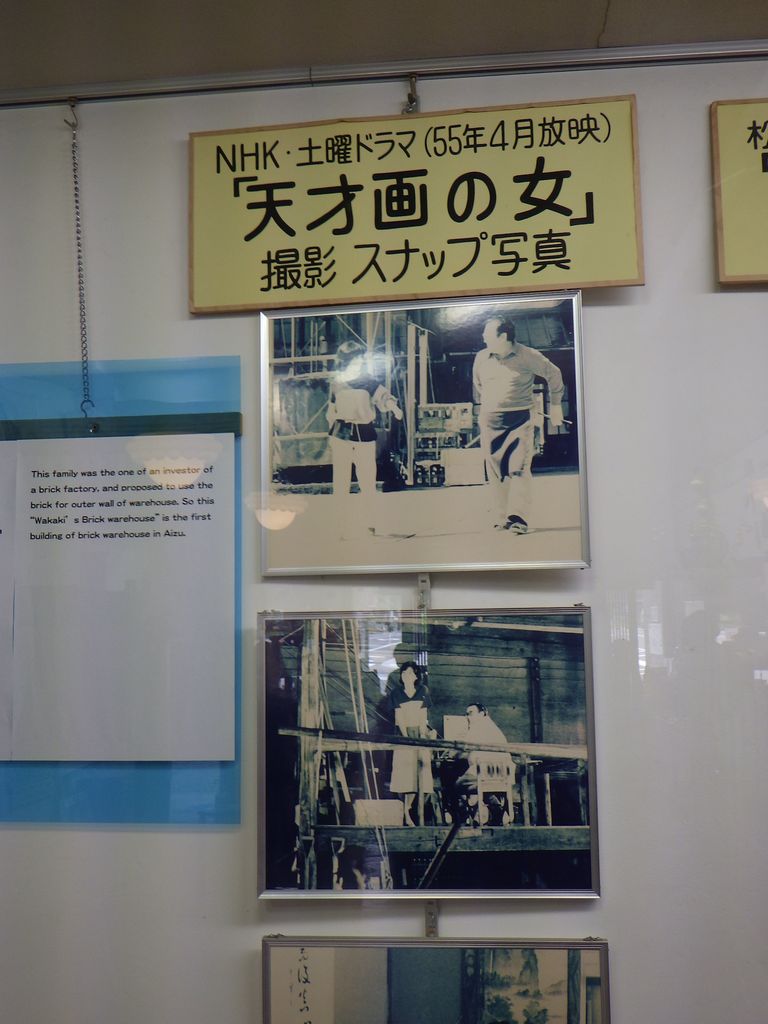 NHK・土曜ドラマ(55年4月放映)
「天才画の女」
撮影 スナップ写真
This family was the one of an investor of
a brick factory, and proposed to use the
brick for outer wall of warehouse. So this
"Wakaki's Brick warehouse" is the first
building of brick warehouse in Aizu.